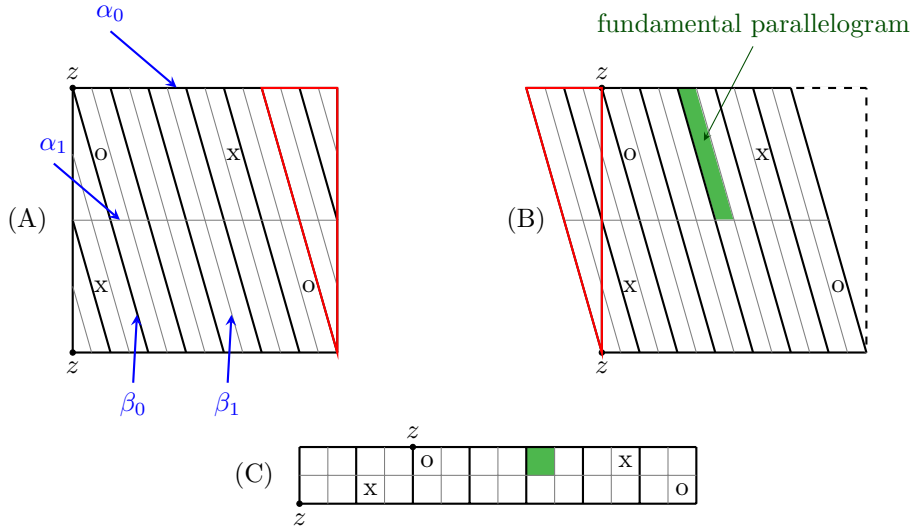 α₀
fundamental parallelogram
z
z
α₁
o
x
o
x
(A)
(B)
x
o
x
o
z
z
β₀
β₁
z
(C)
o
x
x
o
z